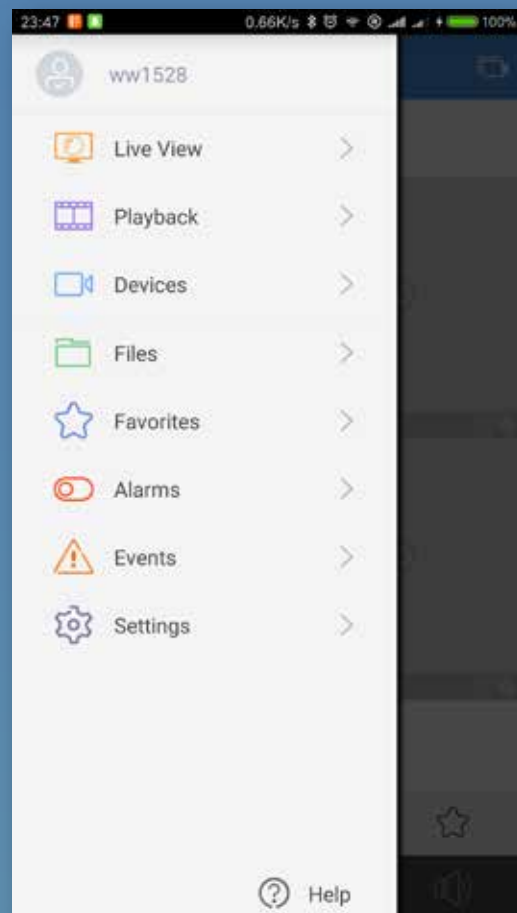 23:47 0.66K/s 100%
ww1528
Live View
Playback
Devices
Files
Favorites
Alarms
Events
Settings
Help